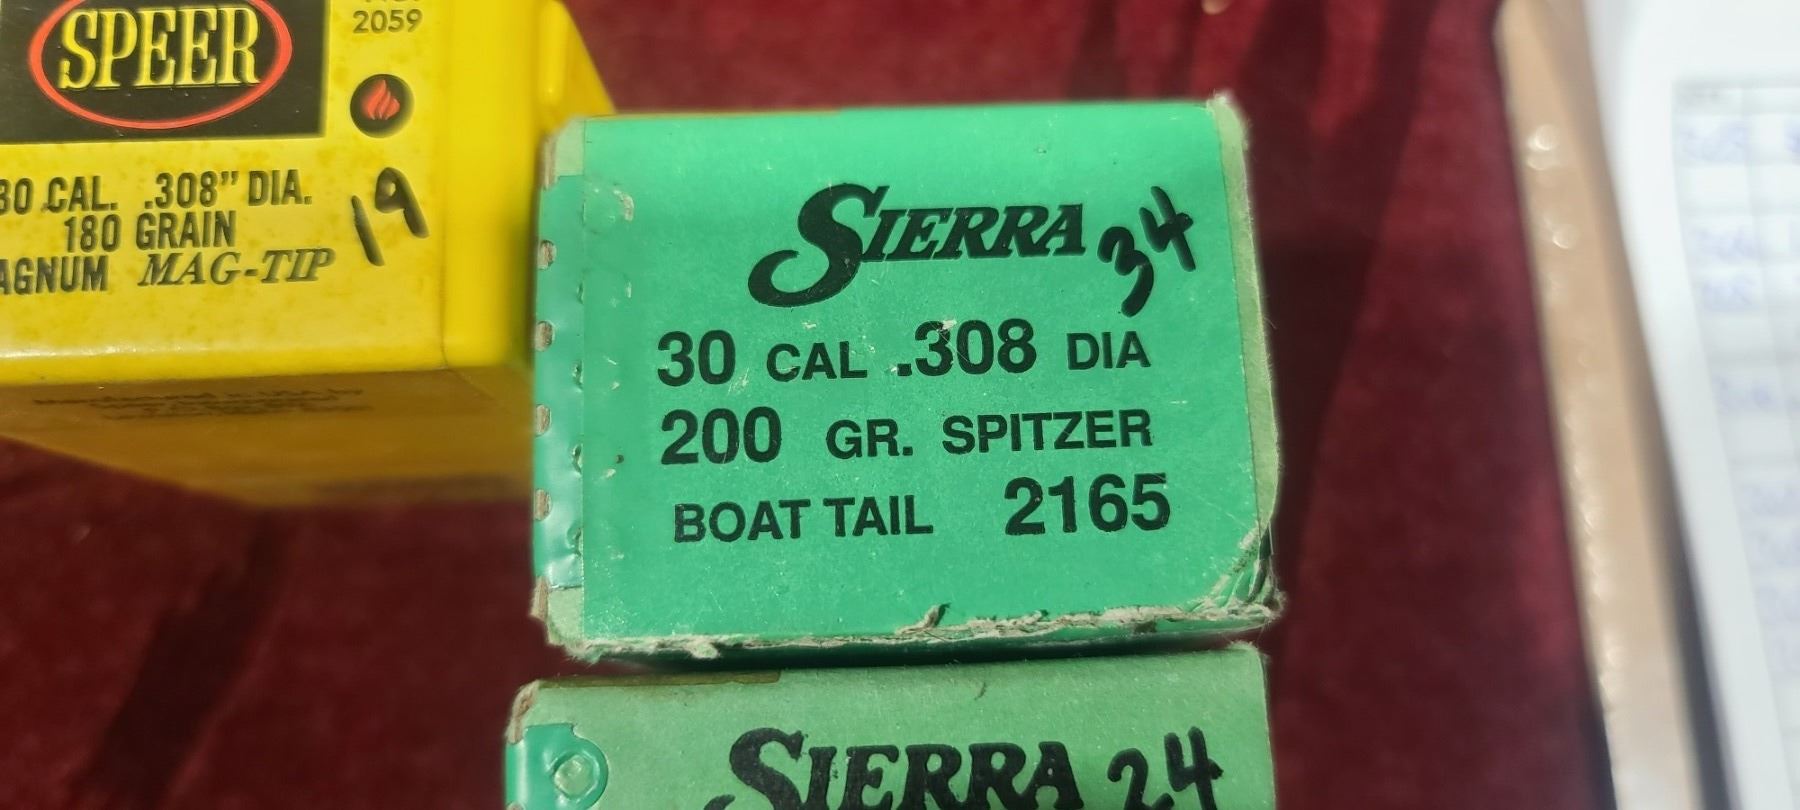 SPEER
2059
30 CAL. .308" DIA.
180 GRAIN
MAG-TIP
19
SIERRA
34
30 CAL .308 DIA
200 GR. SPITZER
BOAT TAIL 2165
SIERRA
24